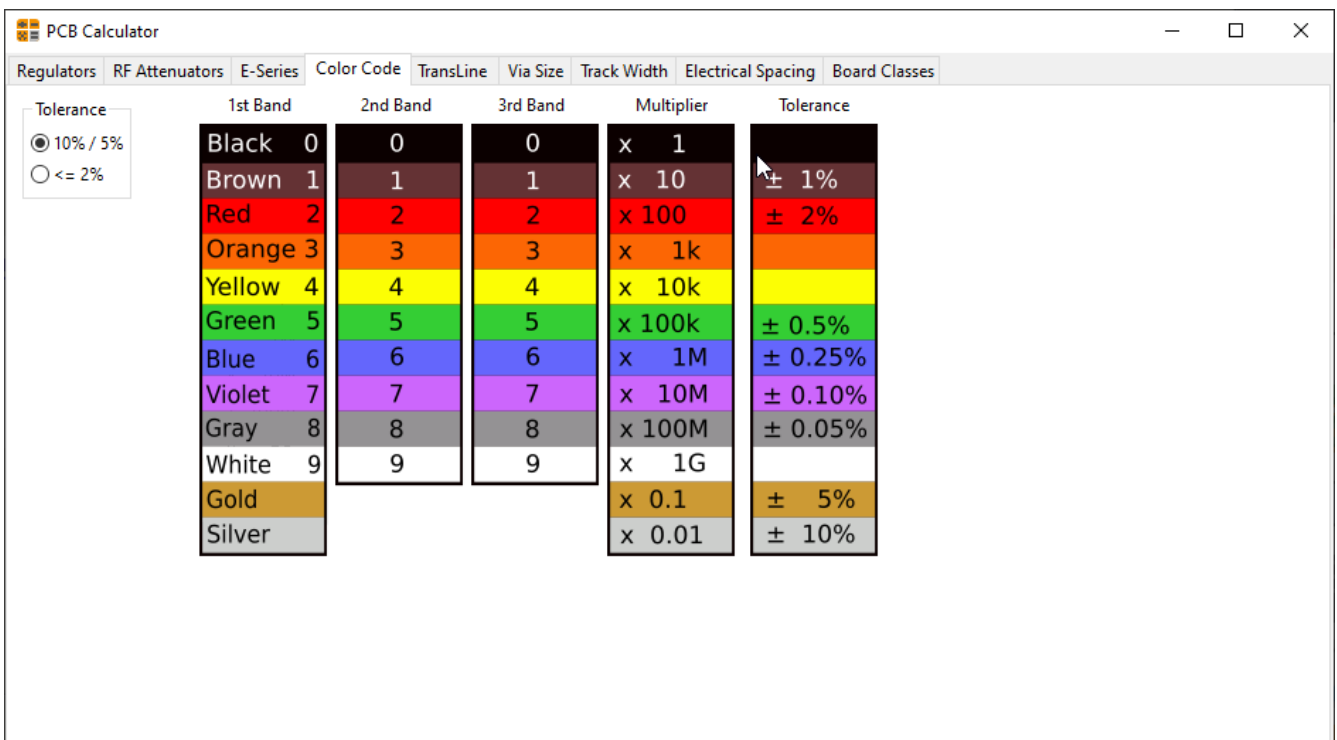 PCB Calculator
Regulators RF Attenuators E-Series Color Code TransLine Via Size Track Width Electrical Spacing Board Classes
Tolerance
10% / 5%
<= 2%
1st Band 2nd Band 3rd Band Multiplier Tolerance
Black 0 0 0 x 1
Brown 1 1 1 x 10 ± 1%
Red 2 2 2 x 100 ± 2%
Orange 3 3 3 x 1k
Yellow 4 4 4 x 10k
Green 5 5 5 x 100k ± 0.5%
Blue 6 6 6 x 1M ± 0.25%
Violet 7 7 7 x 10M ± 0.10%
Gray 8 8 8 x 100M ± 0.05%
White 9 9 9 x 1G
Gold x 0.1 ± 5%
Silver x 0.01 ± 10%